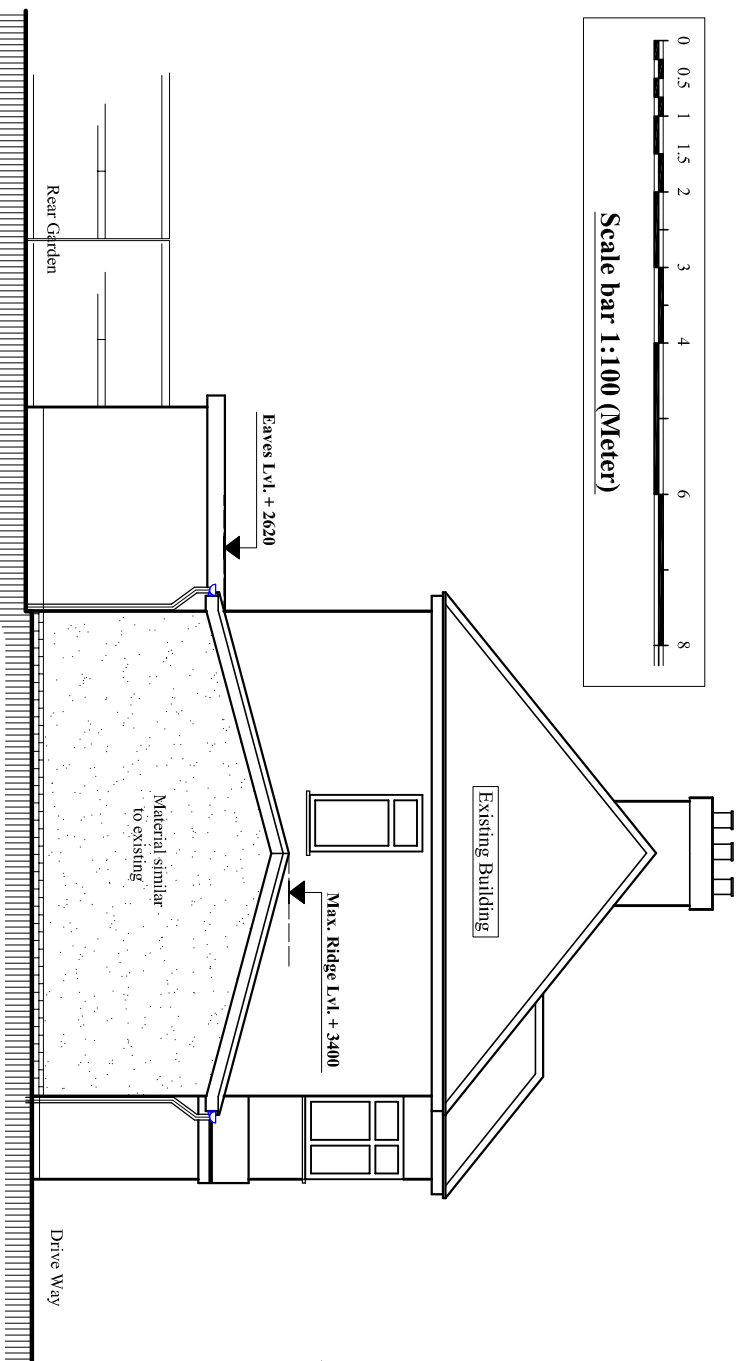 0 0.5 1 1.5 2 3 4 6 8
Scale bar 1:100 (Meter)
Existing Building
Max. Ridge Lvl. + 3400
Eaves Lvl. + 2620
Material similar
to existing
Rear Garden
Drive Way